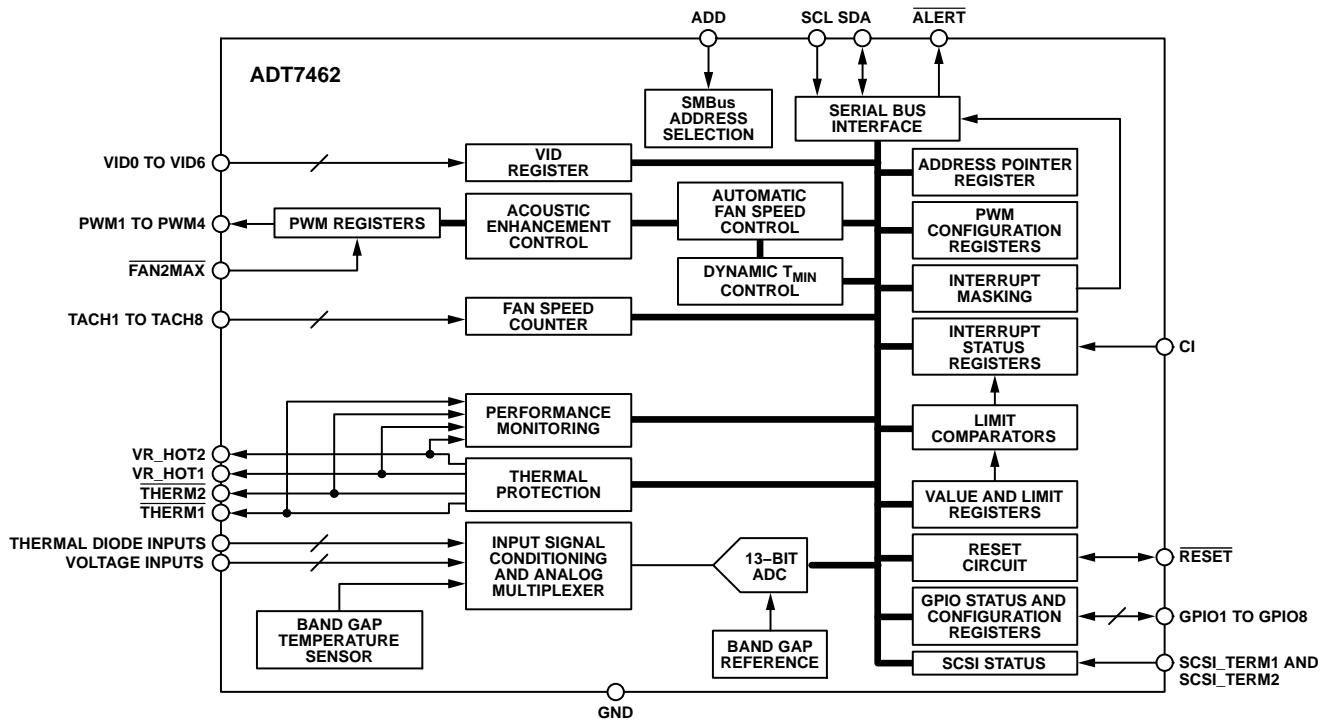 ADD
SCL SDA
ALERT
ADT7462
SMBus
ADDRESS
SELECTION
SERIAL BUS
INTERFACE
VID0 TO VID6
VID
REGISTER
ADDRESS POINTER
REGISTER
PWM1 TO PWM4
PWM REGISTERS
ACOUSTIC
ENHANCEMENT
CONTROL
AUTOMATIC
FAN SPEED
CONTROL
PWM
CONFIGURATION
REGISTERS
FAN2MAX
DYNAMIC TMIN
CONTROL
INTERRUPT
MASKING
TACH1 TO TACH8
FAN SPEED
COUNTER
INTERRUPT
STATUS
REGISTERS
CI
PERFORMANCE
MONITORING
LIMIT
COMPARATORS
VR_HOT2
VR_HOT1
THERM2
THERM1
THERMAL
PROTECTION
VALUE AND LIMIT
REGISTERS
THERMAL DIODE INPUTS
VOLTAGE INPUTS
INPUT SIGNAL
CONDITIONING
AND ANALOG
MULTIPLEXER
13–BIT
ADC
RESET
CIRCUIT
RESET
BAND GAP
TEMPERATURE
SENSOR
BAND GAP
REFERENCE
GPIO STATUS AND
CONFIGURATION
REGISTERS
GPIO1 TO GPIO8
SCSI STATUS
SCSI_TERM1 AND
SCSI_TERM2
GND